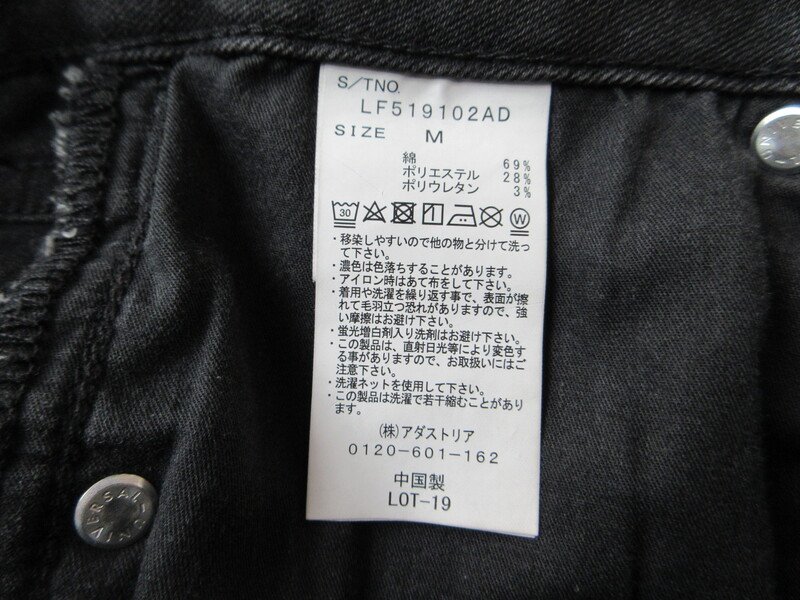 S/TNO.
LF519102AD
SIZE M
綿 69%
ポリエステル 28%
ポリウレタン 3%
30 W
・移染しやすいので他の物と分けて洗っ
て下さい。
・濃色は色落ちすることがあります。
・アイロン時はあて布をして下さい。
・着用や洗濯を繰り返す事で、表面が擦
れて毛羽立つ恐れがありますので、強
い摩擦はお避け下さい。
・蛍光増白剤入り洗剤はお避け下さい。
・この製品は、直射日光等により変色す
る事がありますので、お取扱いにはご
注意下さい。
・洗濯ネットを使用して下さい。
・この製品は洗濯で若干縮むことがあり
ます。
(株)アダストリア
0120-601-162
中国製
LOT-19